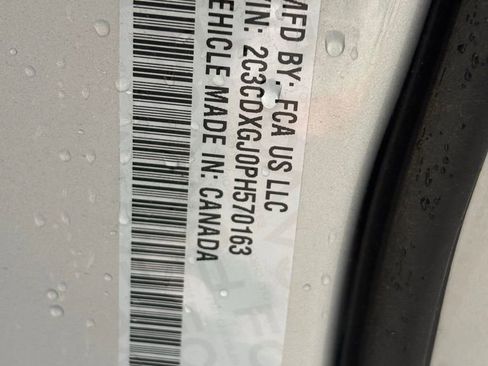 MFD BY: FCA US LLC
VIN: 2C3CDXGJ0PH570163
VEHICLE MADE IN: CANADA